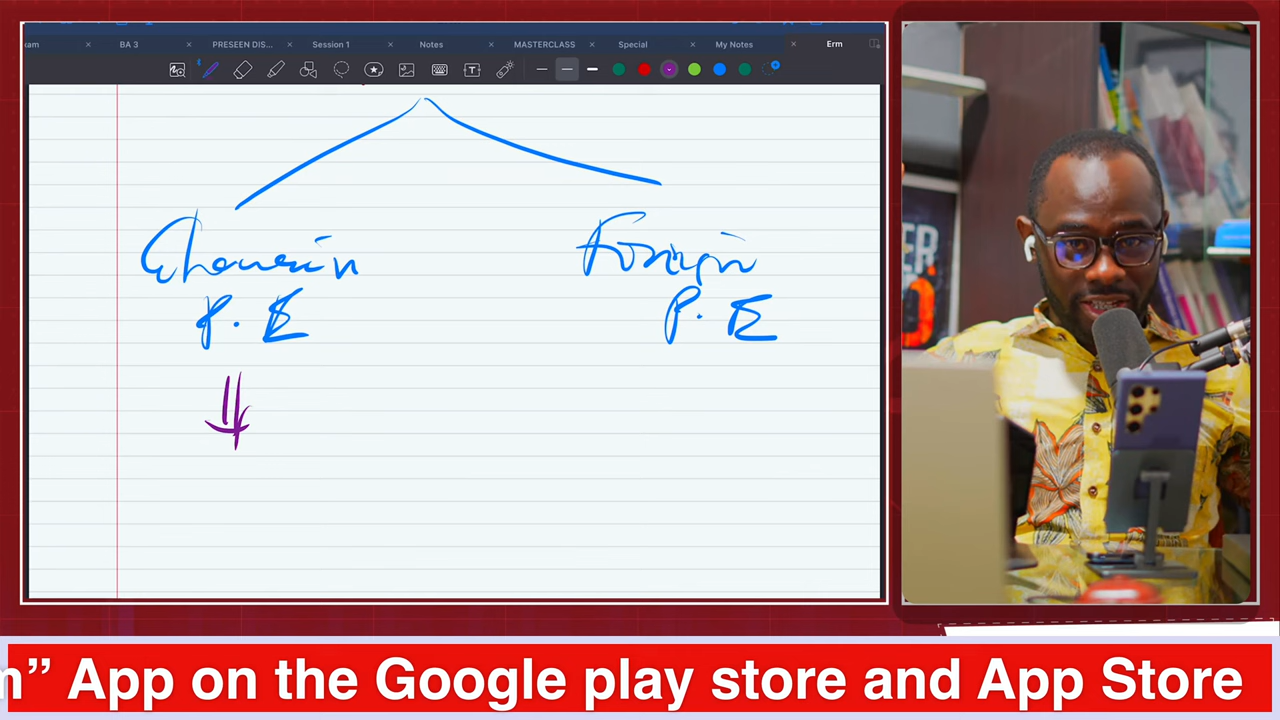 am
BA 3
PRESEEN DIS...
Session 1
Notes
MASTERCLASS
Special
My Notes
Erm
Ghanaian
P. E
Foreign
P. E
n” App on the Google play store and App Store